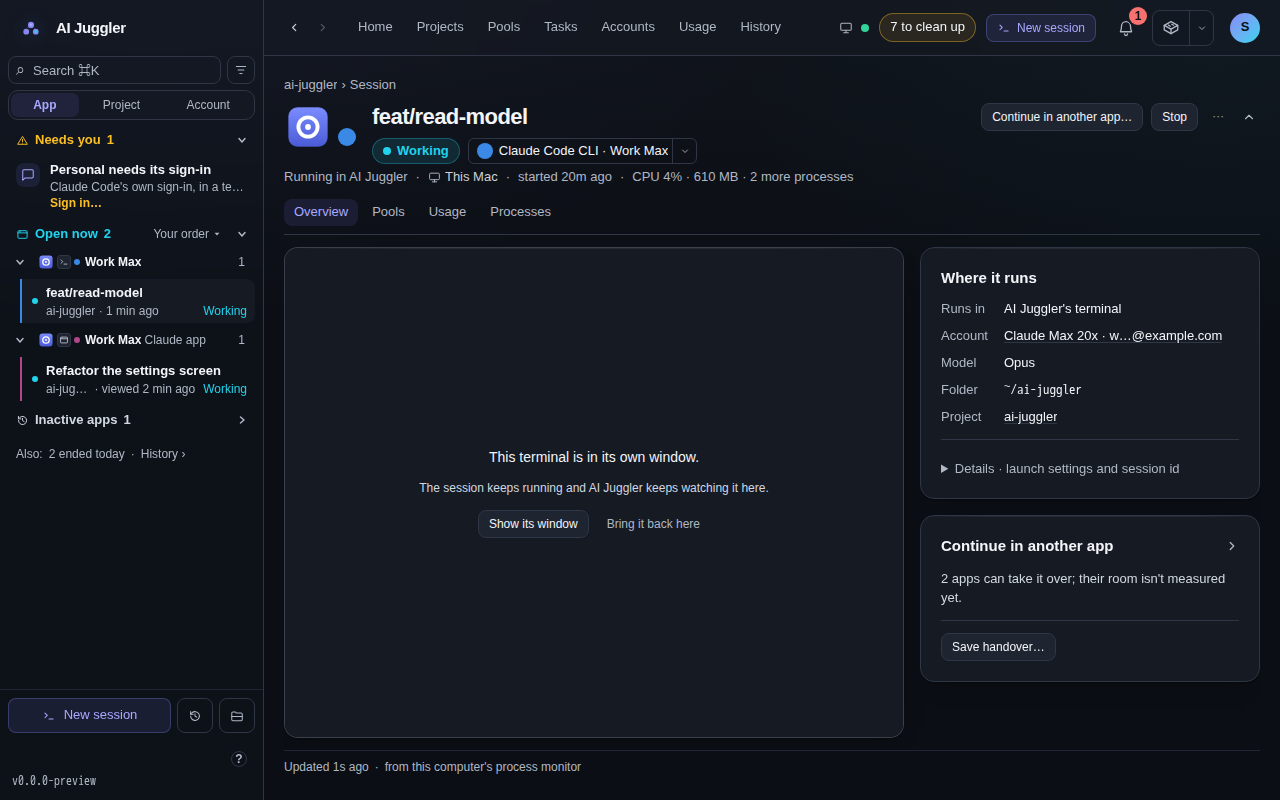 AI Juggler
Search ⌘K
App Project Account
Needs you 1
Personal needs its sign-in
Claude Code's own sign-in, in a te…
Sign in…
Open now 2 Your order
Work Max 1
feat/read-model
ai-juggler · 1 min ago Working
Work Max Claude app 1
Refactor the settings screen
ai-jug… · viewed 2 min ago Working
Inactive apps 1
Also: 2 ended today · History ›
New session
?
v0.0.0-preview
Home Projects Pools Tasks Accounts Usage History
7 to clean up
New session
1
S
ai-juggler › Session
feat/read-model
Continue in another app… Stop ···
Working Claude Code CLI · Work Max
Running in AI Juggler · This Mac · started 20m ago · CPU 4% · 610 MB · 2 more processes
Overview Pools Usage Processes
This terminal is in its own window.
The session keeps running and AI Juggler keeps watching it here.
Show its window Bring it back here
Where it runs
Runs in AI Juggler's terminal
Account Claude Max 20x · w…@example.com
Model Opus
Folder ~/ai-juggler
Project ai-juggler
Details · launch settings and session id
Continue in another app
2 apps can take it over; their room isn't measured
yet.
Save handover…
Updated 1s ago · from this computer's process monitor